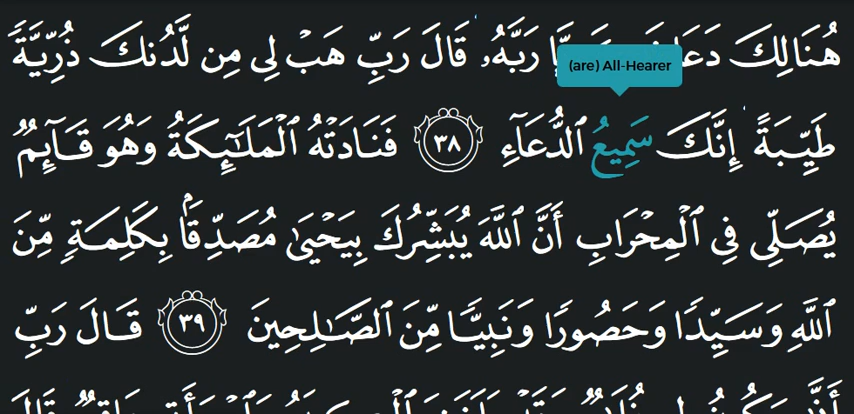 هُنَالِكَ دَعَا رَبَّهُۥ ۖ قَالَ رَبِّ هَبْ لِى مِن لَّدُنكَ ذُرِّيَّةً
(are) All-Hearer
طَيِّبَةً ۖ إِنَّكَ سَمِيعُ ٱلدُّعَآءِ ٣٨ فَنَادَتْهُ ٱلْمَلَـٰٓئِكَةُ وَهُوَ قَآئِمٌۭ
يُصَلِّى فِى ٱلْمِحْرَابِ أَنَّ ٱللَّهَ يُبَشِّرُكَ بِيَحْيَىٰ مُصَدِّقًۢا بِكَلِمَةٍۢ مِّنَ
ٱللَّهِ وَسَيِّدًۭا وَحَصُورًۭا وَنَبِيًّۭا مِّنَ ٱلصَّـٰلِحِينَ ٣٩ قَالَ رَبِّ